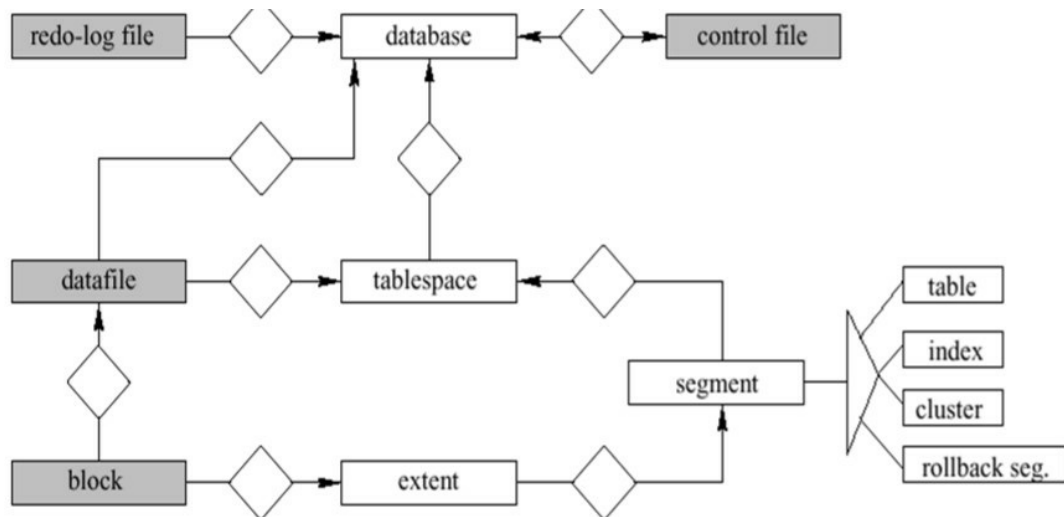 redo-log file
database
control file
datafile
tablespace
table
index
segment
cluster
block
extent
rollback seg.